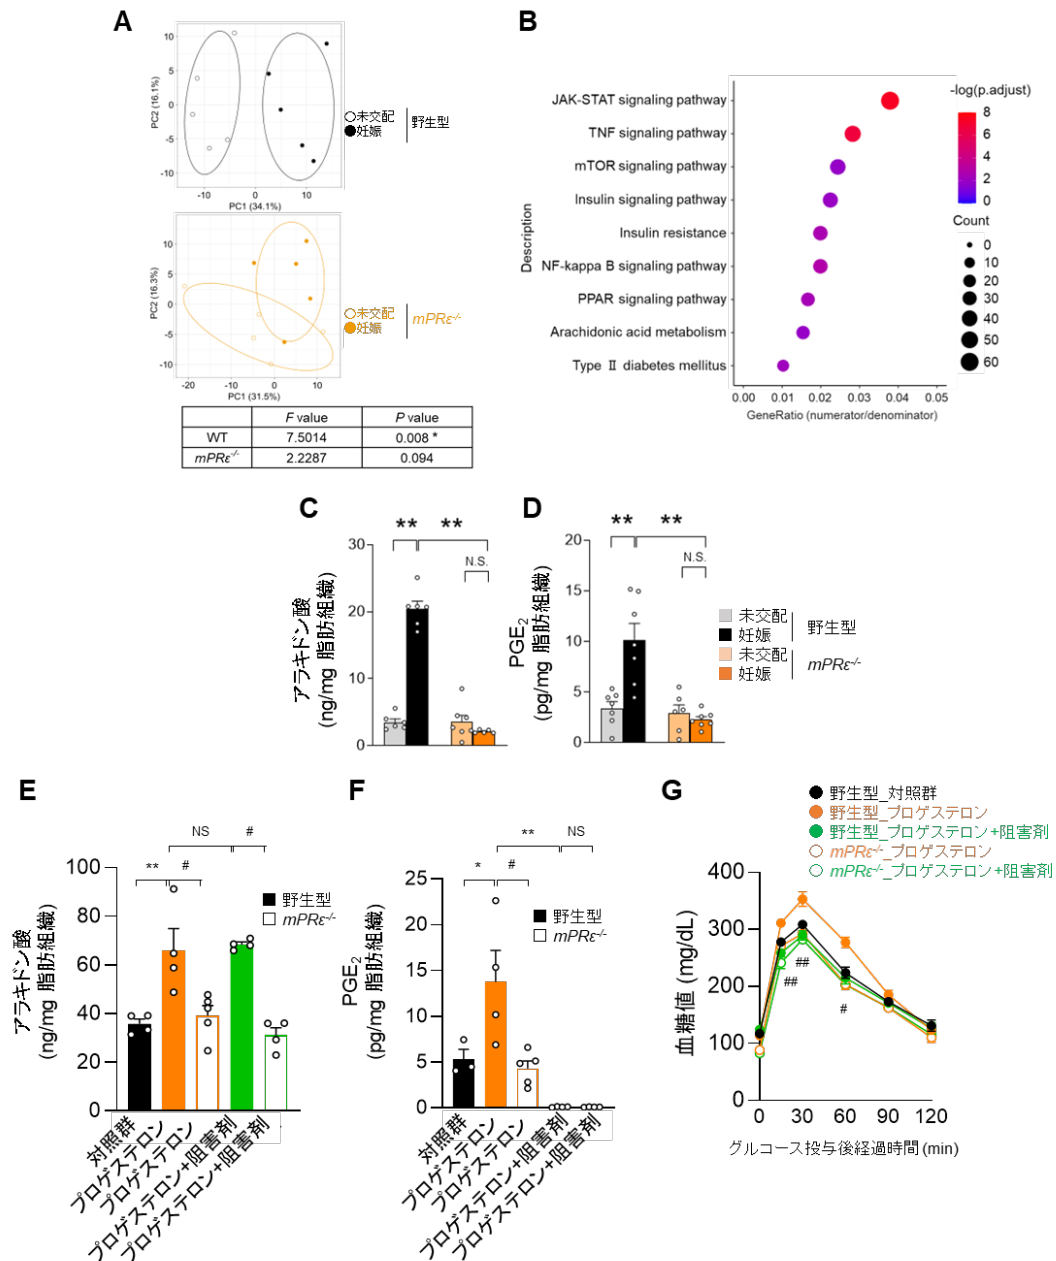 A
10
5
0
-5
-10
PC2 (16.1%)
-10
0
10
PC1 (34.1%)
○未交配
●妊娠
野生型
10
5
0
-5
-10
PC2 (16.3%)
-20
-10
0
10
PC1 (31.5%)
○未交配
●妊娠
mPRε-/-
F value
P value
WT
7.5014
0.008 *
mPRε-/-
2.2287
0.094
B
Description
JAK-STAT signaling pathway
TNF signaling pathway
mTOR signaling pathway
Insulin signaling pathway
Insulin resistance
NF-kappa B signaling pathway
PPAR signaling pathway
Arachidonic acid metabolism
Type Ⅱ diabetes mellitus
0.00
0.01
0.02
0.03
0.04
0.05
GeneRatio (numerator/denominator)
-log(p.adjust)
8
6
4
2
0
Count
0
10
20
30
40
50
60
C
アラキドン酸
(ng/mg 脂肪組織)
30
20
10
0
**
**
N.S.
D
PGE2
(pg/mg 脂肪組織)
20
15
10
5
0
**
**
N.S.
未交配
妊娠
野生型
未交配
妊娠
mPRε-/-
E
アラキドン酸
(ng/mg 脂肪組織)
100
80
60
40
20
0
NS
#
**
#
野生型
mPRε-/-
対照群
プロゲステロン
プロゲステロン
プロゲステロン+阻害剤
プロゲステロン+阻害剤
F
PGE2
(pg/mg 脂肪組織)
25
20
15
10
5
0
**
NS
*
#
野生型
mPRε-/-
対照群
プロゲステロン
プロゲステロン
プロゲステロン+阻害剤
プロゲステロン+阻害剤
G
野生型_対照群
野生型_プロゲステロン
野生型_プロゲステロン+阻害剤
mPRε-/-_プロゲステロン
mPRε-/-_プロゲステロン+阻害剤
血糖値 (mg/dL)
400
300
200
100
0
##
##
#
0
30
60
90
120
グルコース投与後経過時間 (min)